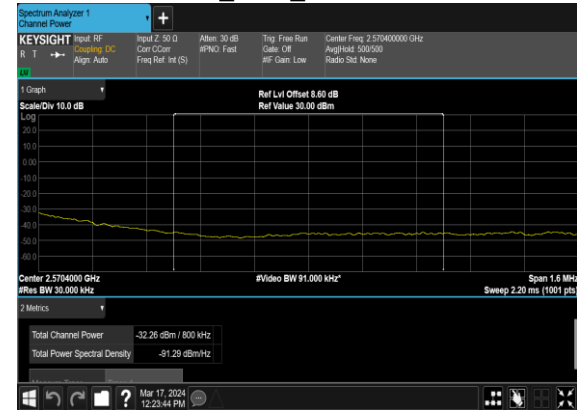 Spectrum Analyzer 1
Channel Power
KEYSIGHT
R T
LXI
Input: RF
Coupling: DC
Align: Auto
Input Z: 50 Ω
Corr CCorr
Freq Ref: Int (S)
Atten: 30 dB
#PNO: Fast
Trig: Free Run
Gate: Off
#IF Gain: Low
Center Freq: 2.570400000 GHz
Avg|Hold: 500/500
Radio Std: None
1 Graph
Scale/Div 10.0 dB
Ref Lvl Offset 8.60 dB
Ref Value 30.00 dBm
Log
20.0
10.0
0.00
-10.0
-20.0
-30.0
-40.0
-50.0
-60.0
Center 2.5704000 GHz
#Res BW 30.000 kHz
#Video BW 91.000 kHz*
Span 1.6 MHz
Sweep 2.20 ms (1001 pts)
2 Metrics
Total Channel Power -32.26 dBm / 800 kHz
Total Power Spectral Density -91.29 dBm/Hz
?
Mar 17, 2024
12:23:44 PM